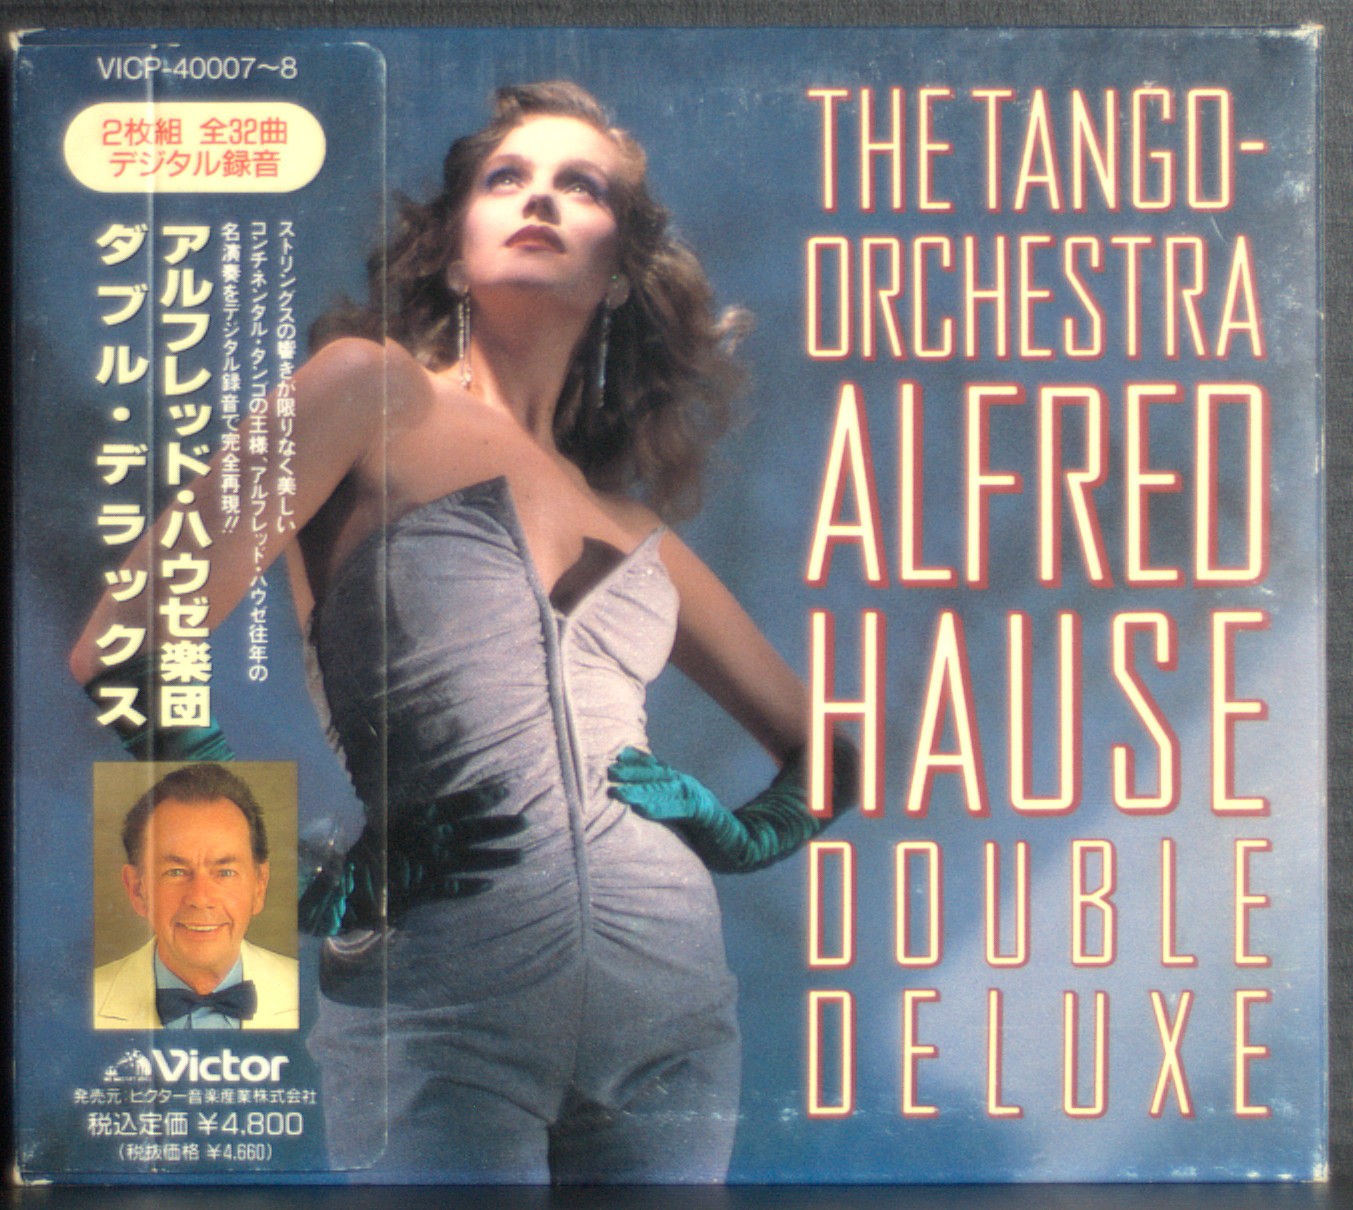 VICP-40007〜8
2枚組 全32曲
デジタル録音
ストリングスの響きが限りなく美しい
コンチネンタル・タンゴの王様、アルフレッド・ハウゼ往年の
名演奏をデジタル録音で完全再現!!
アルフレッド・ハウゼ楽団
ダブル・デラックス
Victor
発売元:ビクター音楽産業株式会社
税込定価 ¥4,800
(税抜価格 ¥4,660)
THE TANGO-
ORCHESTRA
ALFRED
HAUSE
DOUBLE
DELUXE